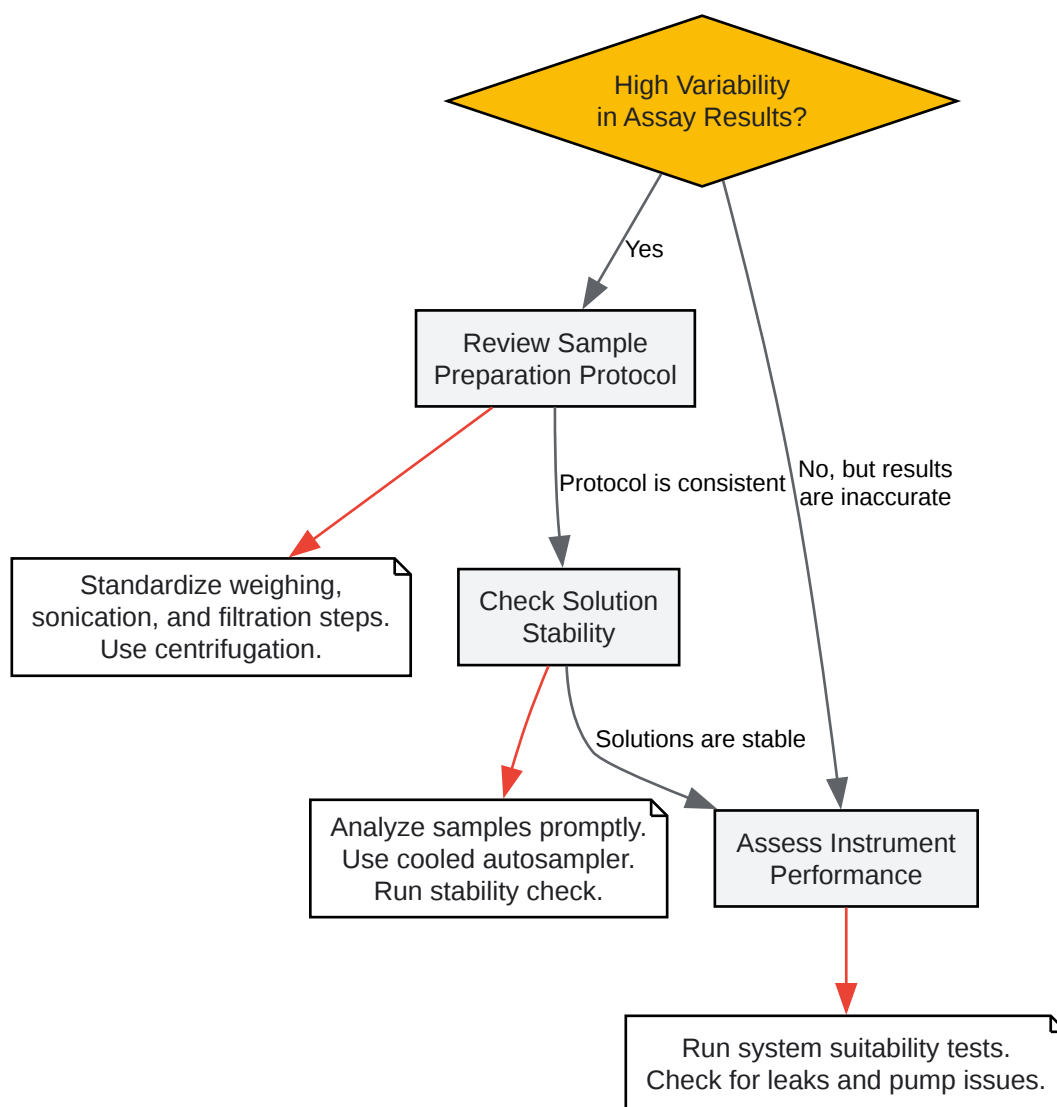 High Variability
in Assay Results?
Yes
Review Sample
Preparation Protocol
Protocol is consistent
No, but results
are inaccurate
Standardize weighing,
sonication, and filtration steps.
Use centrifugation.
Check Solution
Stability
Solutions are stable
Analyze samples promptly.
Use cooled autosampler.
Run stability check.
Assess Instrument
Performance
Run system suitability tests.
Check for leaks and pump issues.